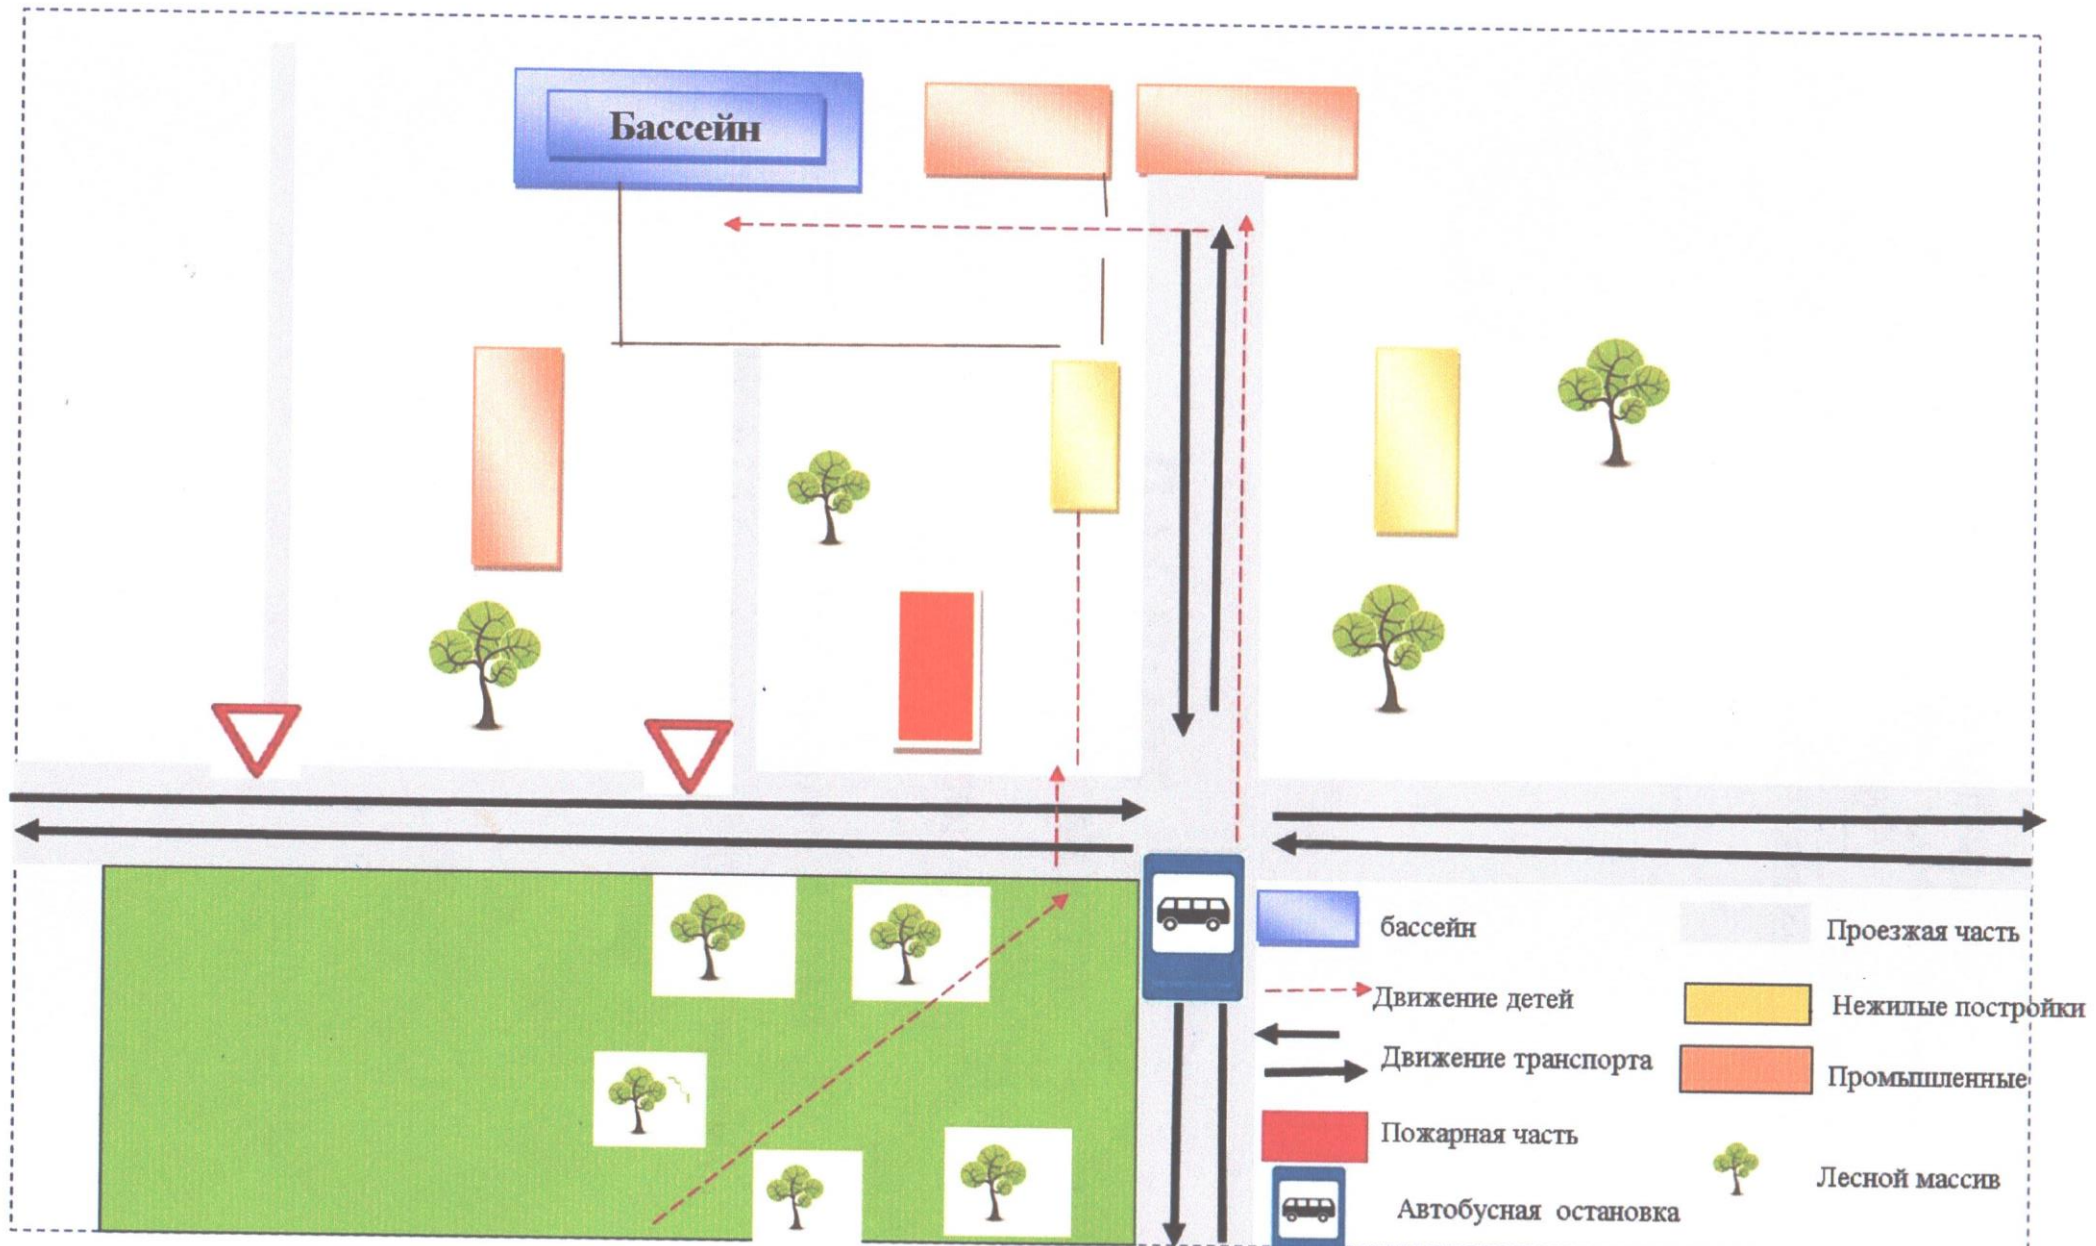 Бассейн
бассейн
Проезжая часть
Движение детей
Нежилые постройки
Движение транспорта
Промышленные
Пожарная часть
Лесной массив
Автобусная остановка